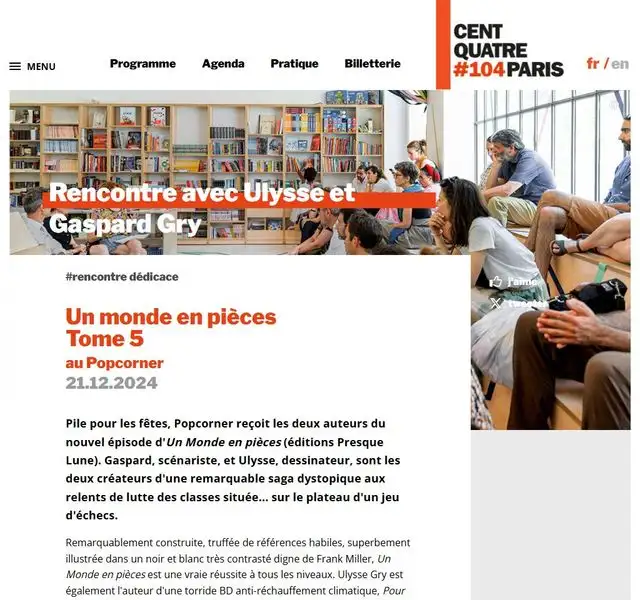 MENU
Programme
Agenda
Pratique
Billetterie
CENT
QUATRE
#104PARIS
fr / en
Rencontre avec Ulysse et
Gaspard Gry
j'aime
tweeter
#rencontre dédicace
Un monde en pièces
Tome 5
au Popcorner
21.12.2024
Pile pour les fêtes, Popcorner reçoit les deux auteurs du
nouvel épisode d'Un Monde en pièces (éditions Presque
Lune). Gaspard, scénariste, et Ulysse, dessinateur, sont les
deux créateurs d'une remarquable saga dystopique aux
relents de lutte des classes située... sur le plateau d'un jeu
d'échecs.
Remarquablement construite, truffée de références habiles, superbement
illustrée dans un noir et blanc très contrasté digne de Frank Miller, Un
Monde en pièces est une vraie réussite à tous les niveaux. Ulysse Gry est
également l'auteur d'une torride BD anti-réchauffement climatique, Pour